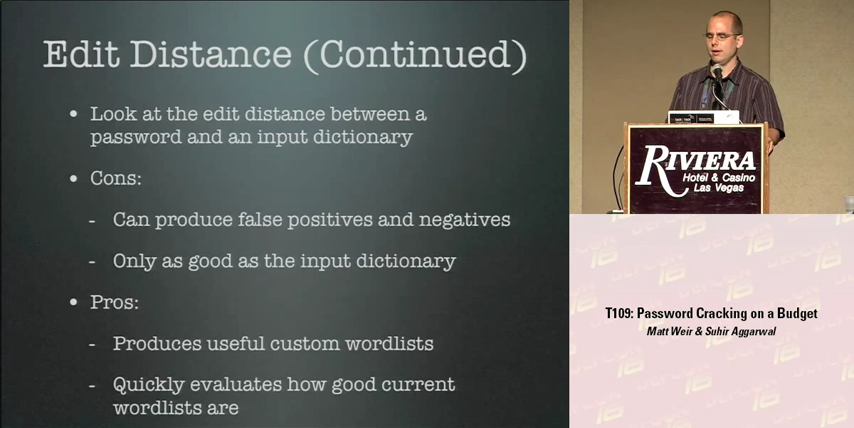 Edit Distance (Continued)
• Look at the edit distance between a
password and an input dictionary
• Cons:
- Can produce false positives and negatives
- Only as good as the input dictionary
• Pros:
- Produces useful custom wordlists
- Quickly evaluates how good current
wordlists are
RIVIERA
Hotel & Casino
Las Vegas
T109: Password Cracking on a Budget
Matt Weir & Suhir Aggarwal